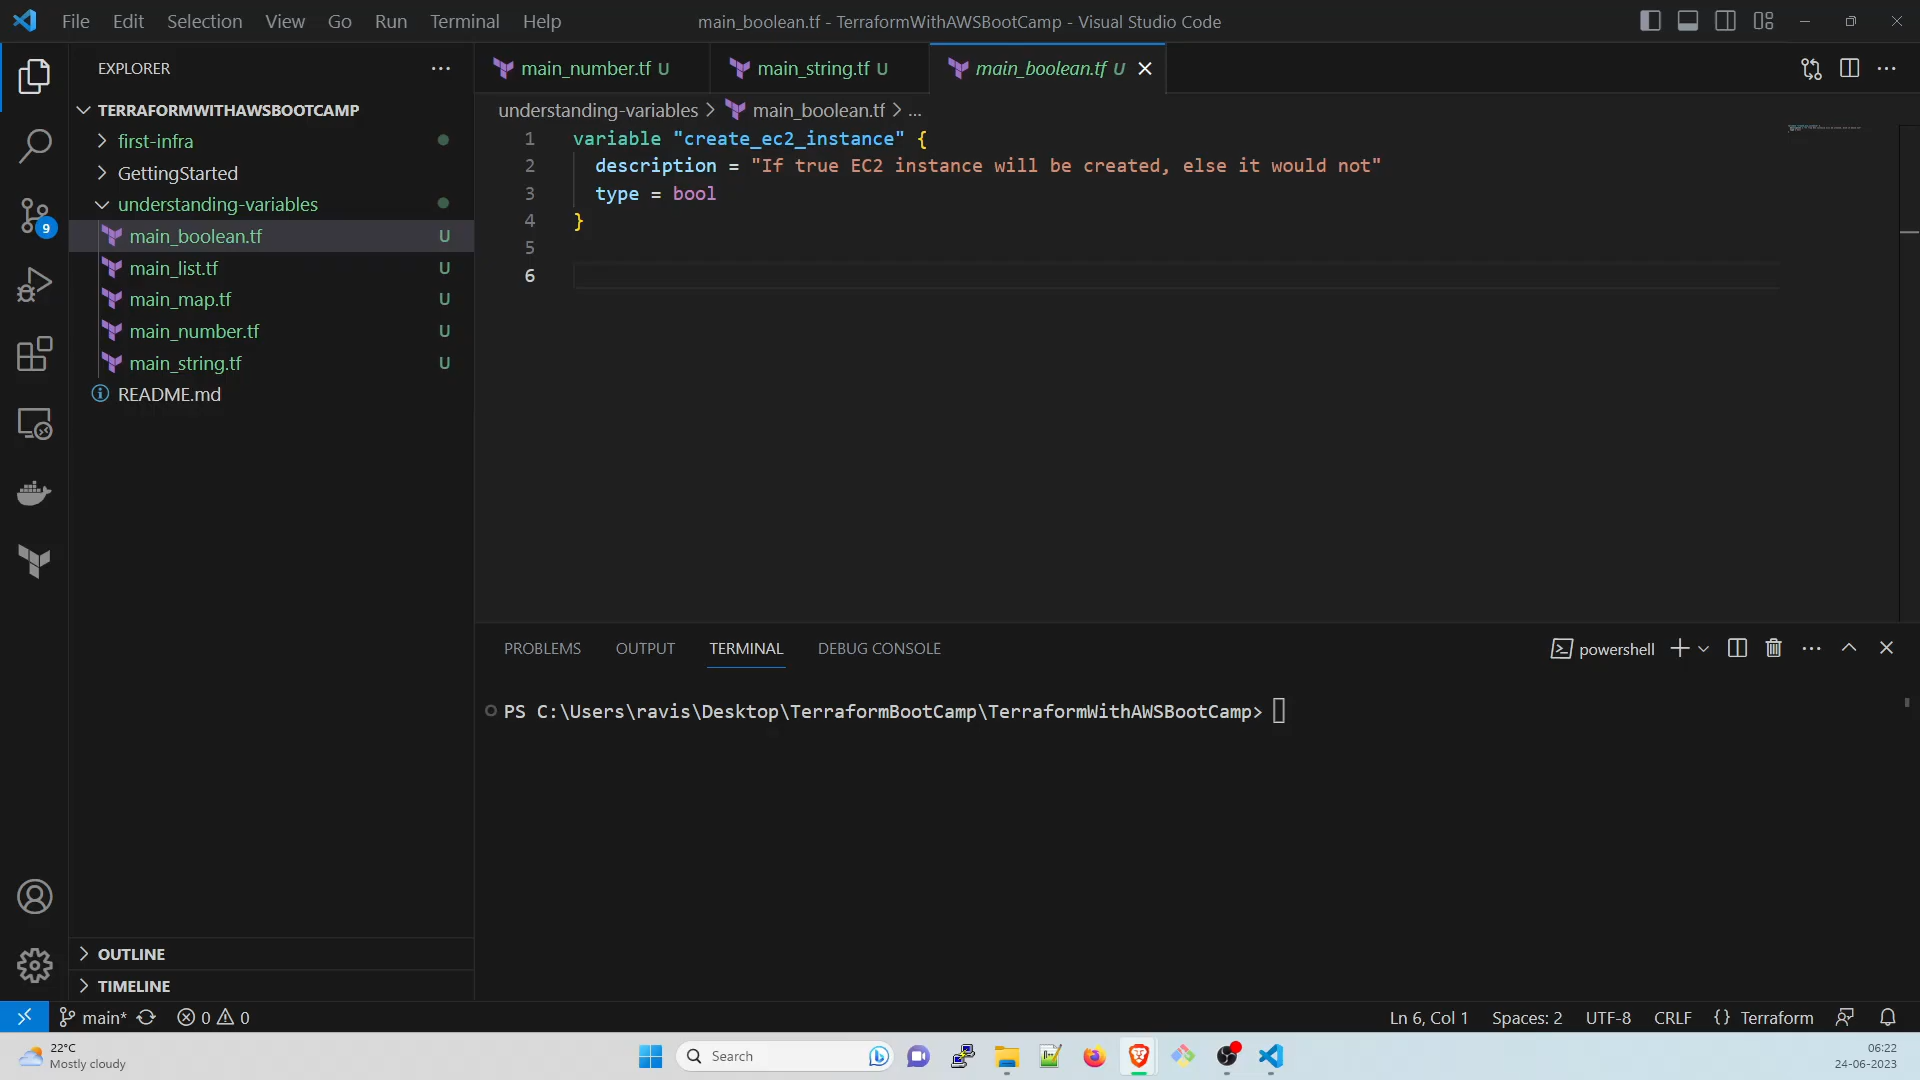 File Edit Selection View Go Run Terminal Help
main_boolean.tf - TerraformWithAWSBootCamp - Visual Studio Code
EXPLORER
TERRAFORMWITHAWSBOOTCAMP
first-infra
GettingStarted
understanding-variables
main_boolean.tf U
main_list.tf U
main_map.tf U
main_number.tf U
main_string.tf U
README.md
OUTLINE
TIMELINE
9
main_number.tf U
main_string.tf U
main_boolean.tf U
understanding-variables > main_boolean.tf > ...
1 variable "create_ec2_instance" {
2 description = "If true EC2 instance will be created, else it would not"
3 type = bool
4 }
5
6
PROBLEMS OUTPUT TERMINAL DEBUG CONSOLE
powershell
PS C:\Users\ravis\Desktop\TerraformBootCamp\TerraformWithAWSBootCamp>
main* 0 0
Ln 6, Col 1 Spaces: 2 UTF-8 CRLF {} Terraform
22°C
Mostly cloudy
Search
06:22
24-06-2023